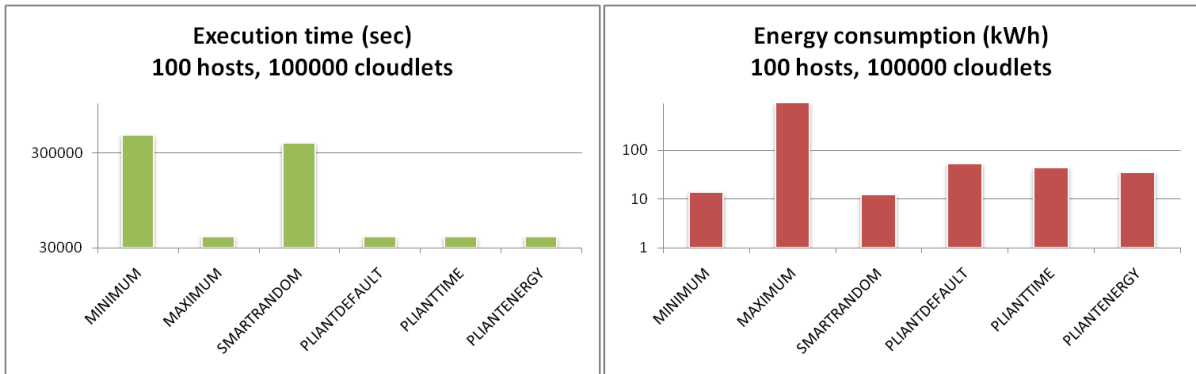 Execution time (sec)
100 hosts, 100000 cloudlets
300000
30000
MINIMUM
MAXIMUM
SMARTRANDOM
PLIANTDEFAULT
PLIANTTIME
PLIANTENERGY
Energy consumption (kWh)
100 hosts, 100000 cloudlets
100
10
1
MINIMUM
MAXIMUM
SMARTRANDOM
PLIANTDEFAULT
PLIANTTIME
PLIANTENERGY